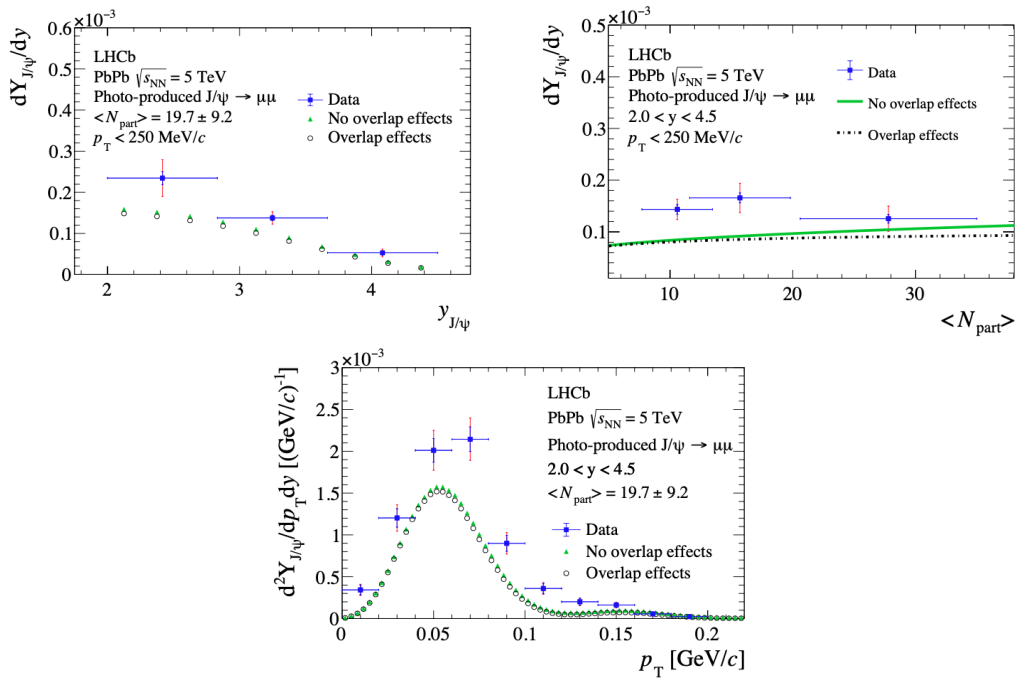 ×10⁻³
dY_J/ψ/dy
0.6
0.5
0.4
0.3
0.2
0.1
0
LHCb
PbPb √s_NN = 5 TeV
Photo-produced J/ψ → μμ
<N_part> = 19.7 ± 9.2
p_T < 250 MeV/c
Data
No overlap effects
Overlap effects
2 3 4
y_J/ψ
×10⁻³
dY_J/ψ/dy
0.5
0.4
0.3
0.2
0.1
LHCb
PbPb √s_NN = 5 TeV
Photo-produced J/ψ → μμ
2.0 < y < 4.5
p_T < 250 MeV/c
Data
No overlap effects
Overlap effects
10 20 30
<N_part>
×10⁻³
d²Y_J/ψ/dp_Tdy [(GeV/c)⁻¹]
3
2.5
2
1.5
1
0.5
0
LHCb
PbPb √s_NN = 5 TeV
Photo-produced J/ψ → μμ
2.0 < y < 4.5
<N_part> = 19.7 ± 9.2
Data
No overlap effects
Overlap effects
0 0.05 0.1 0.15 0.2
p_T [GeV/c]